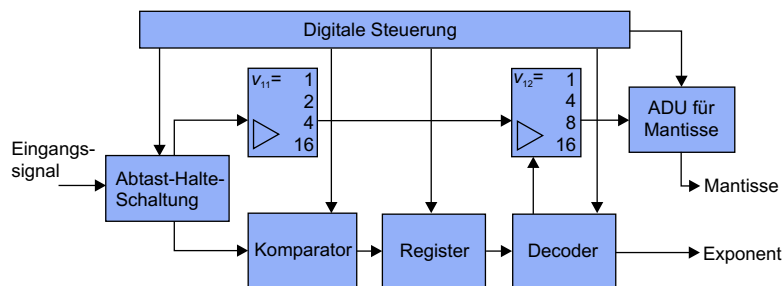 Digitale Steuerung
v11= 1
2
4
16
v12= 1
4
8
16
ADU für
Mantisse
Eingangs-
signal
Abtast-Halte-
Schaltung
Mantisse
Komparator
Register
Decoder
Exponent